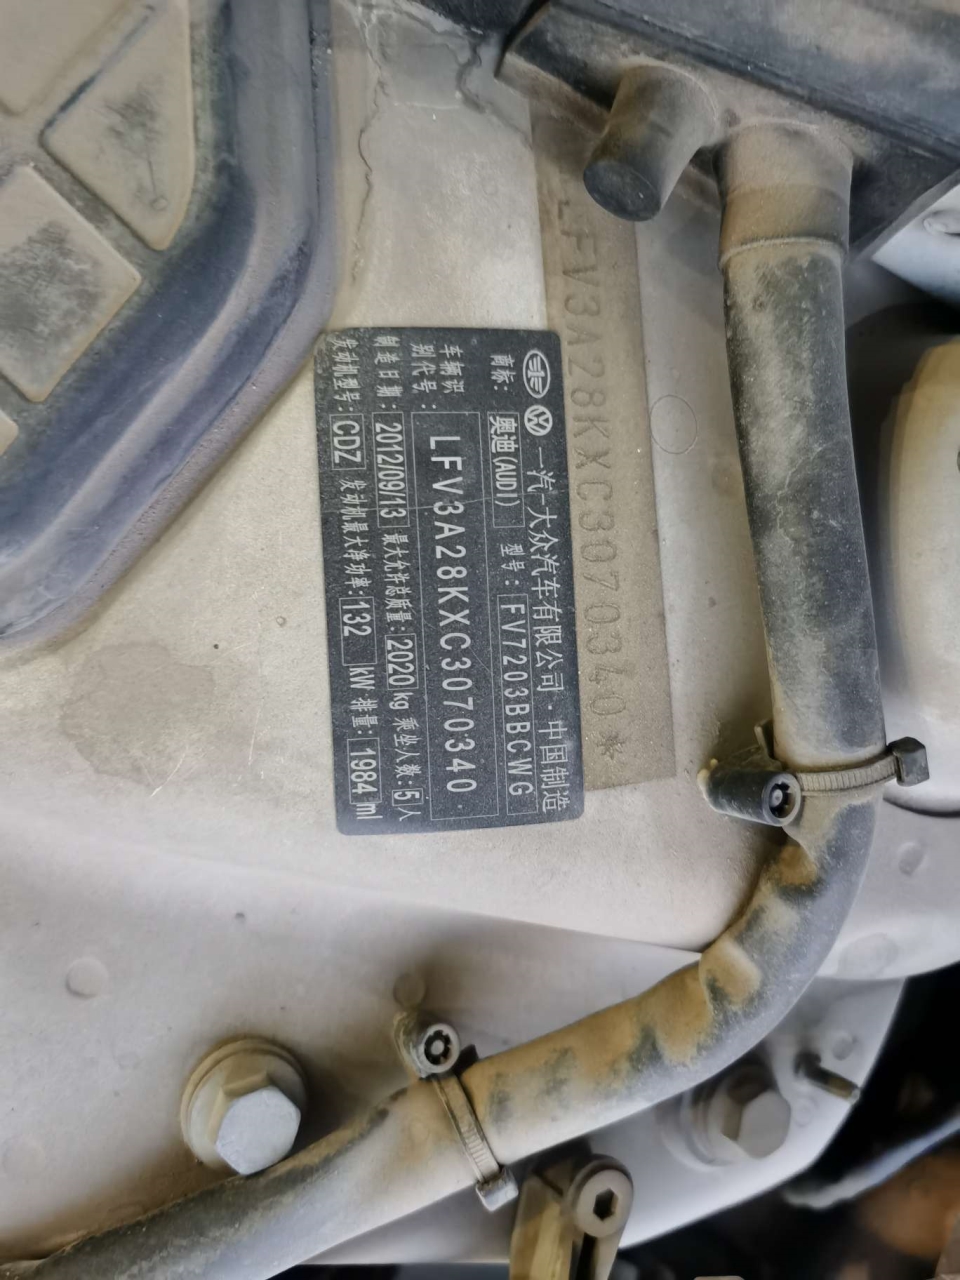 LFV3A28KXC3070340*
一汽-大众汽车有限公司·中国制造
商标: 奥迪(AUDI) 型号: FV7203BBCWG
车辆识
别代号: LFV3A28KXC3070340
制造日期: 2012/09/13 最大允许总质量: 2020 kg 乘坐人数: 5 人
发动机型号: CDZ 发动机最大净功率: 132 kW 排量: 1984 ml